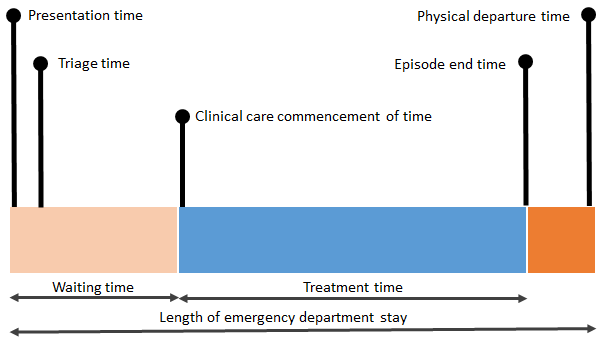 Presentation time
Physical departure time
Triage time
Episode end time
Clinical care commencement of time
Waiting time
Treatment time
Length of emergency department stay